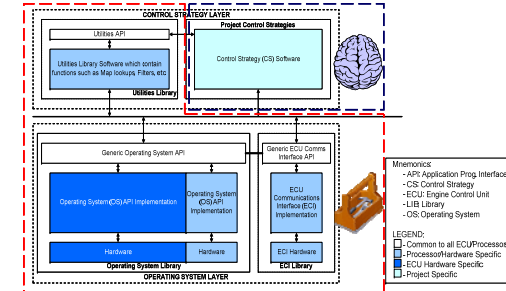 CONTROL STRATEGY LAYER
Utilities API
Utilities Library Software which contain
functions such as Map lookups, Filters, etc
Utilities Library
Project Control Strategies
Control Strategy (CS) Software
Generic Operating System API
Operating System (OS) API Implementation
Operating System
(OS) API
Implementation
Hardware
Hardware
Operating System Library
Generic ECU Comms
Interface API
ECU
Communications
Interface (ECI)
Implementation
ECI Hardware
ECI Library
OPERATING SYSTEM LAYER
Mnemonics:
- API: Application Prog. Interface
- CS: Control Strategy
- ECU: Engine Control Unit
- LIB: Library
- OS: Operating System
LEGEND:
- Common to all ECU/Processors
- Processor/Hardware Specific
- ECU Hardware Specific
- Project Specific